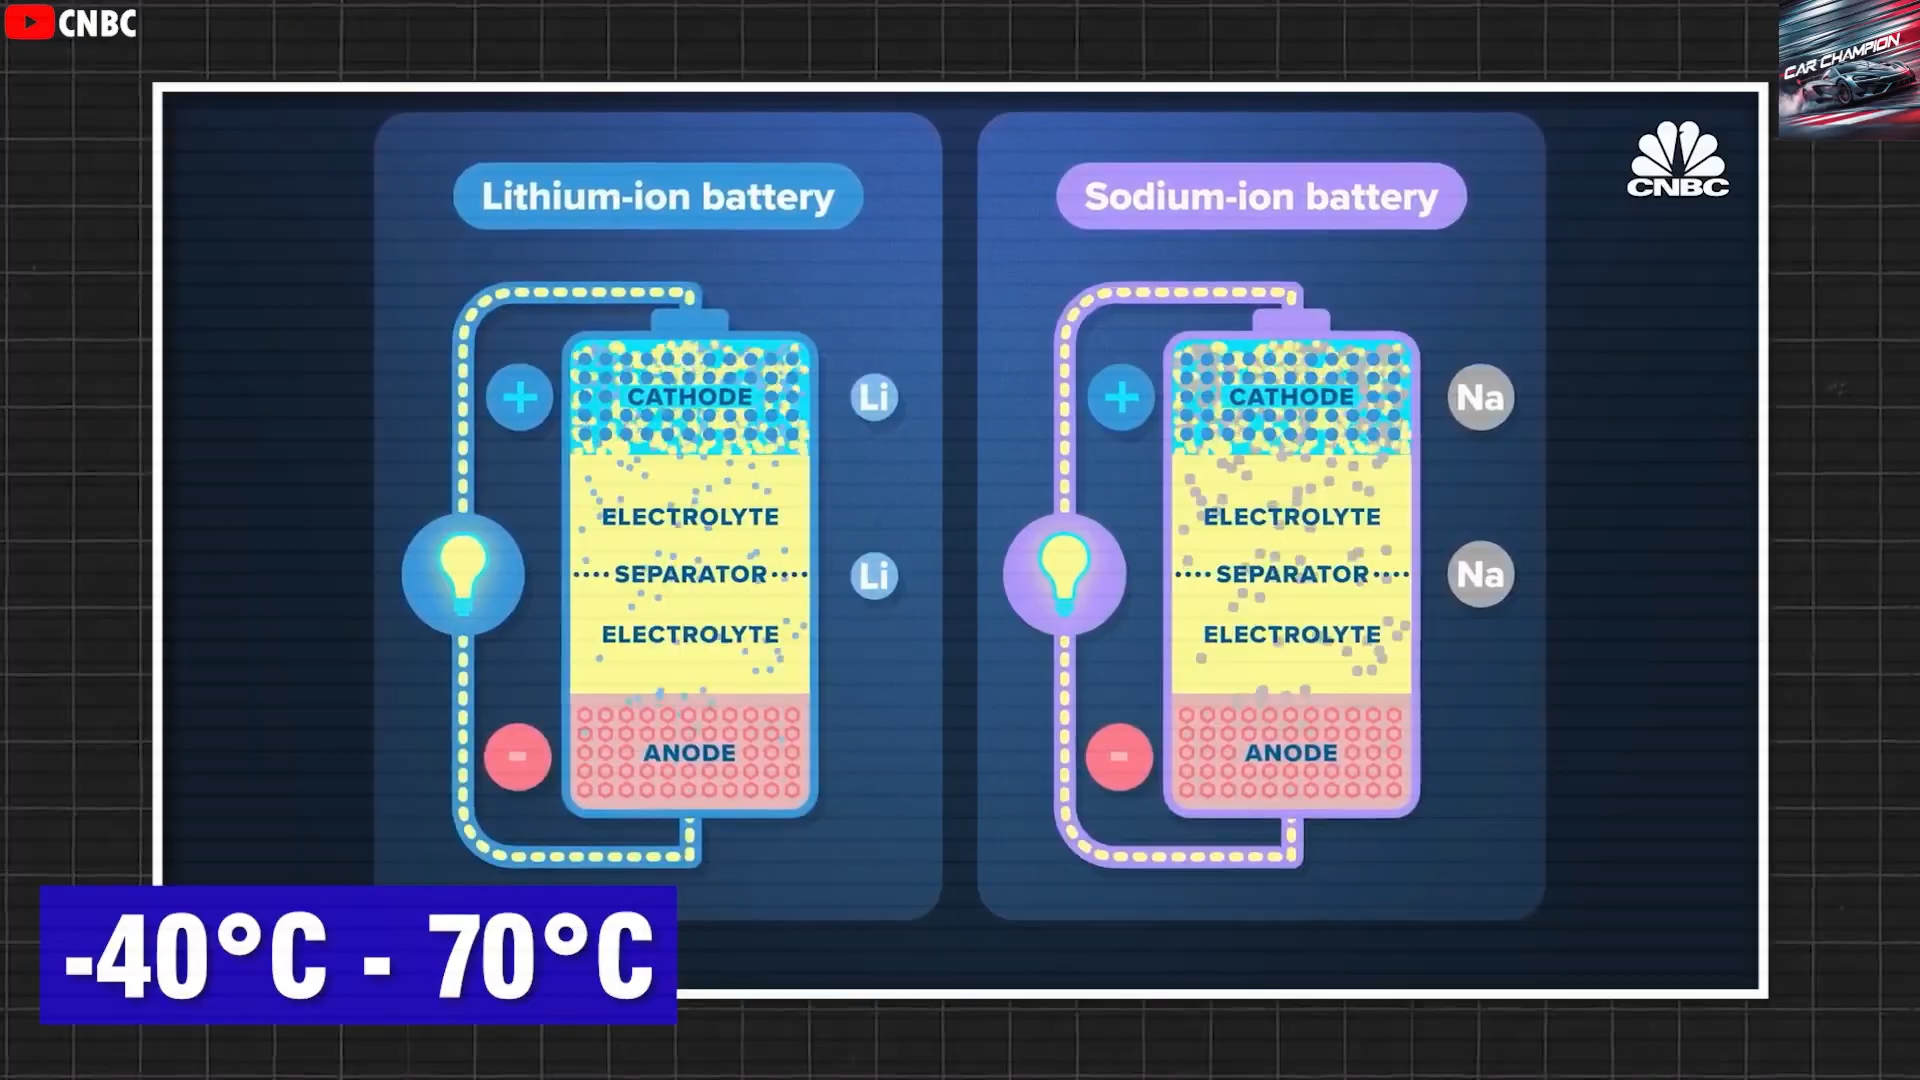 CNBC
CAR CHAMPION
CNBC
Lithium-ion battery
Sodium-ion battery
+
CATHODE
Li
ELECTROLYTE
SEPARATOR
Li
ELECTROLYTE
-
ANODE
+
CATHODE
Na
ELECTROLYTE
SEPARATOR
Na
ELECTROLYTE
-
ANODE
-40°C - 70°C